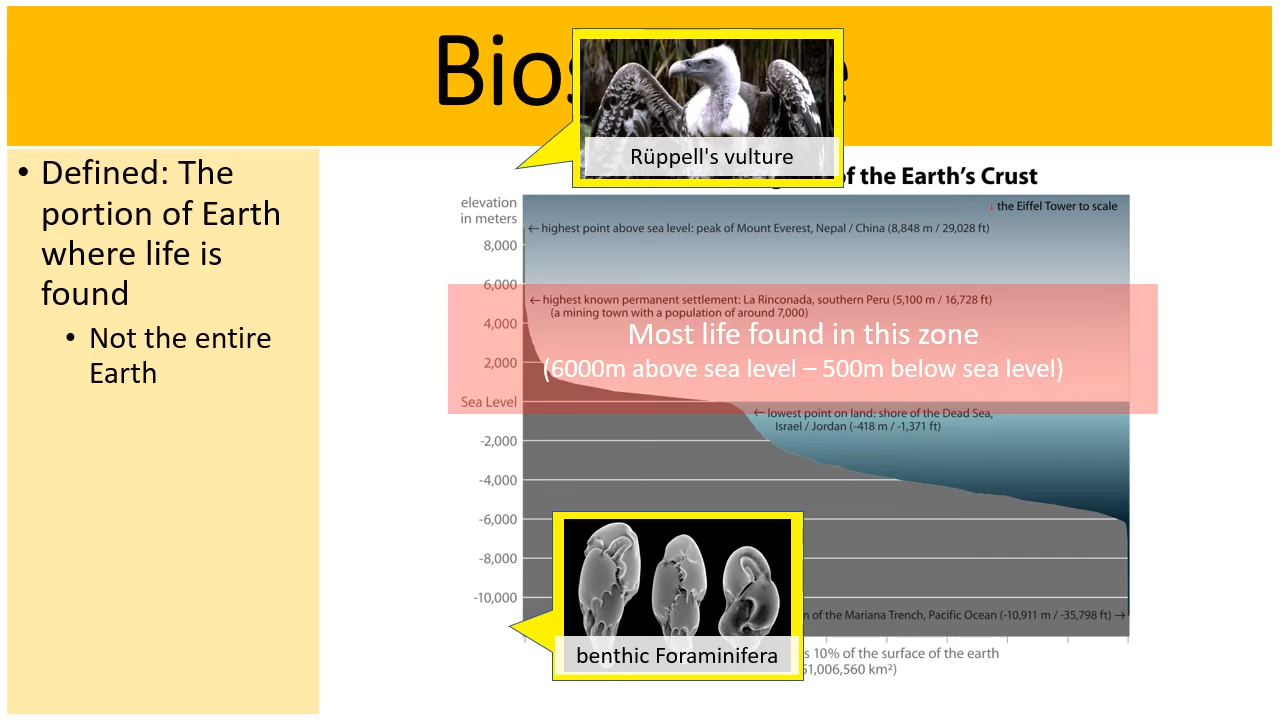 Bios
Rüppell's vulture
• Defined: The
portion of Earth
where life is
found
• Not the entire
Earth
of the Earth's Crust
elevation
in meters
↓ the Eiffel Tower to scale
← highest point above sea level: peak of Mount Everest, Nepal / China (8,848 m / 29,028 ft)
8,000
6,000
← highest known permanent settlement: La Rinconada, southern Peru (5,100 m / 16,728 ft)
(a mining town with a population of around 7,000)
4,000
Most life found in this zone
(6000m above sea level – 500m below sea level)
2,000
Sea Level
← lowest point on land: shore of the Dead Sea,
Israel / Jordan (-418 m / -1,371 ft)
-2,000
-4,000
-6,000
-8,000
-10,000
of the Mariana Trench, Pacific Ocean (-10,911 m / -35,798 ft) →
benthic Foraminifera
10% of the surface of the earth